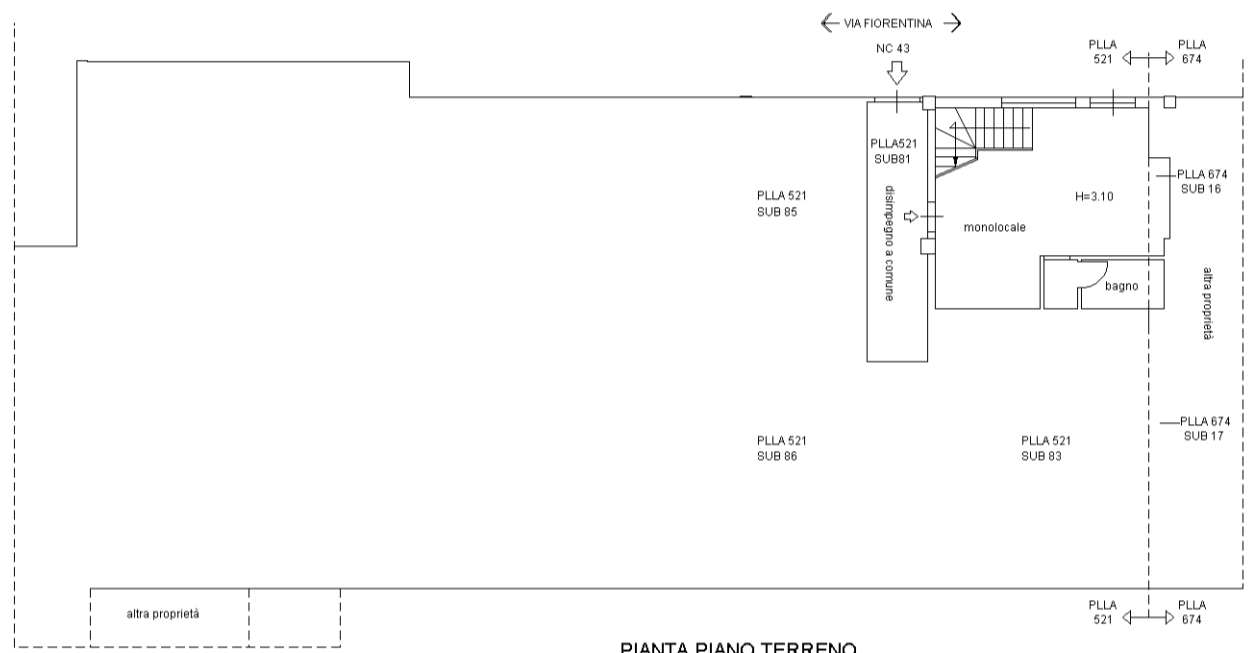 VIA FIORENTINA
NC 43
PLLA
521
PLLA
674
PLLA521
SUB81
PLLA 521
SUB 85
disimpegno a comune
monolocale
H=3.10
PLLA 674
SUB 16
bagno
altra proprietà
PLLA 521
SUB 86
PLLA 521
SUB 83
PLLA 674
SUB 17
altra proprietà
PLLA
521
PLLA
674
PIANTA PIANO TERRENO